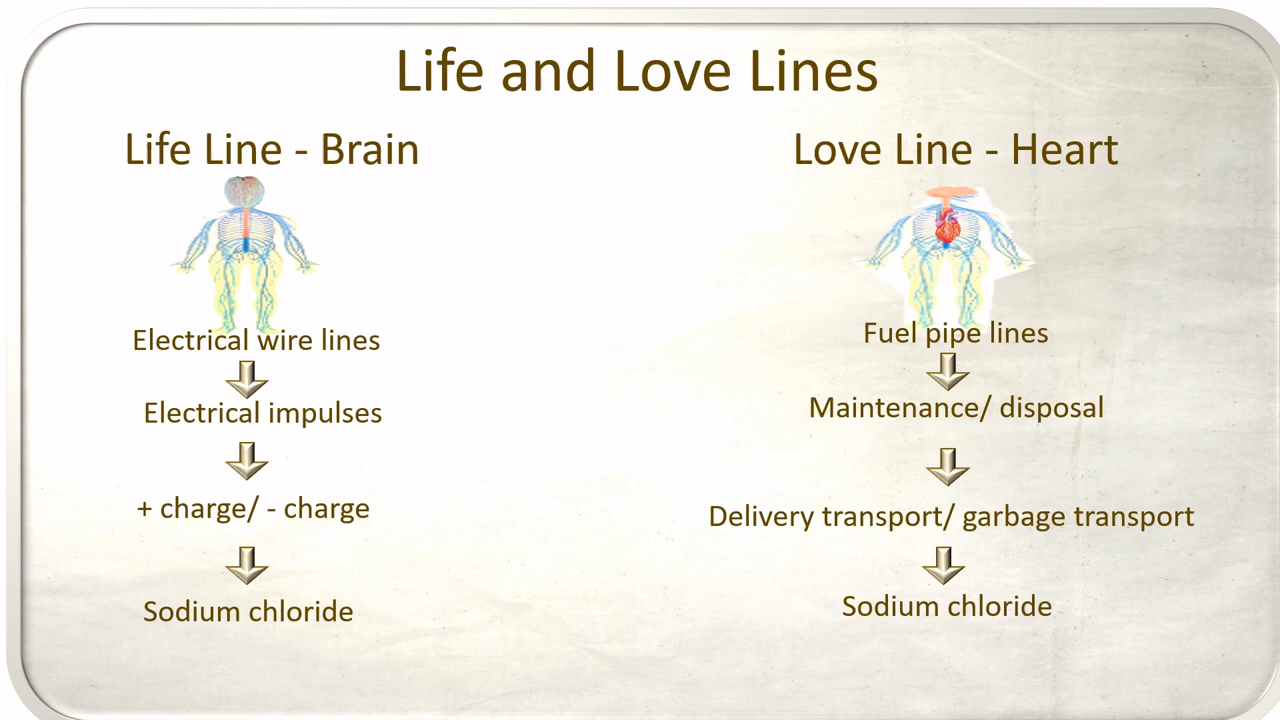 Life and Love Lines
Life Line - Brain
Electrical wire lines
Electrical impulses
+ charge/ - charge
Sodium chloride
Love Line - Heart
Fuel pipe lines
Maintenance/ disposal
Delivery transport/ garbage transport
Sodium chloride